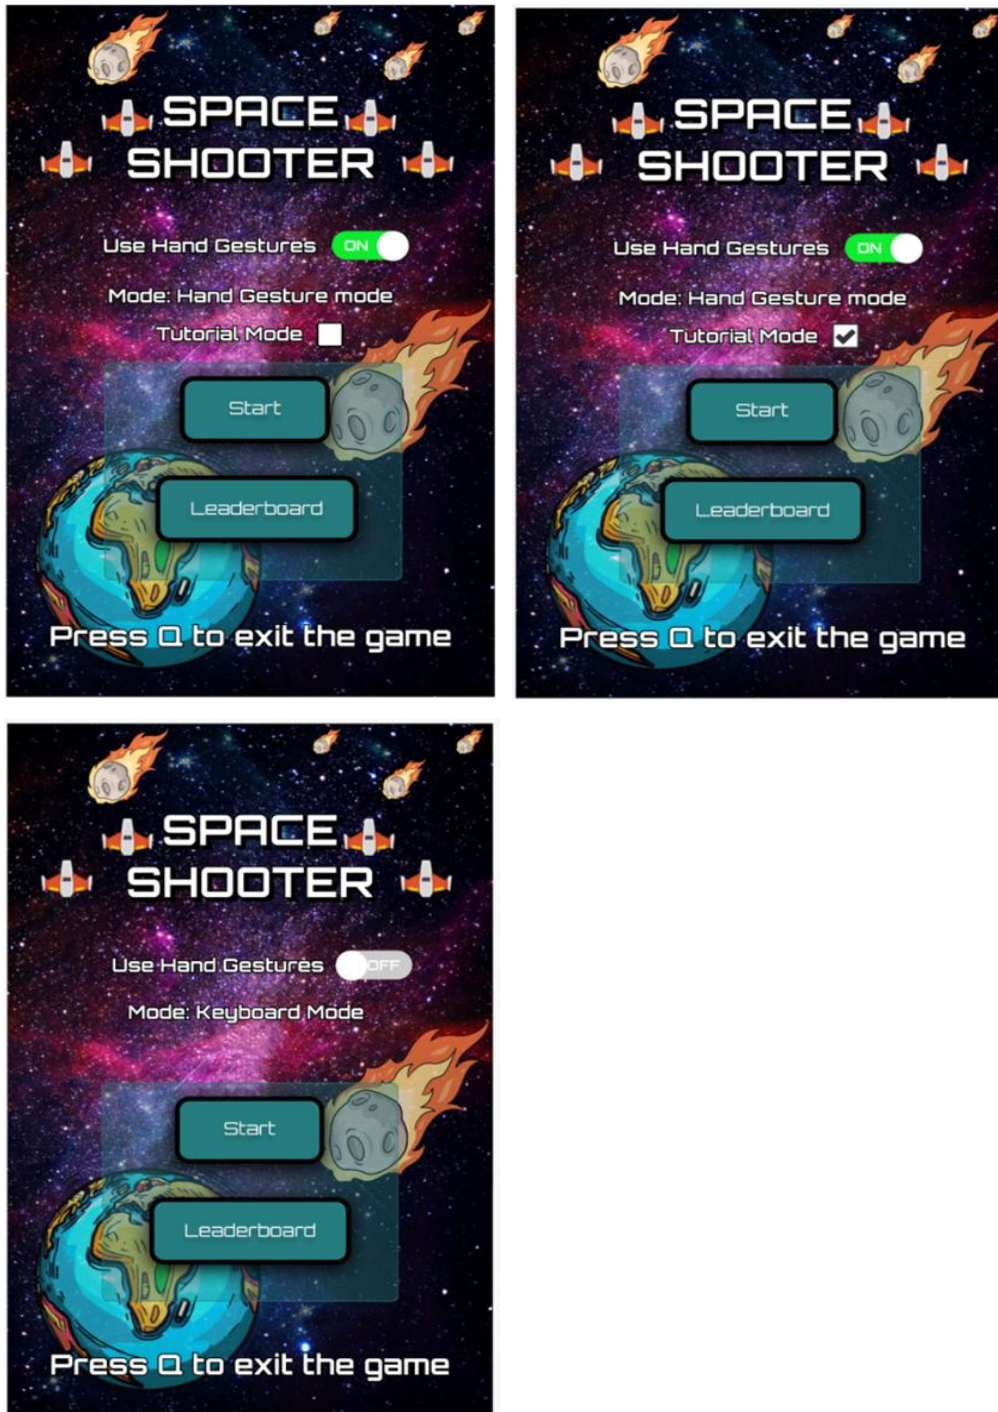 SPACE
SHOOTER
Use Hand Gestures ON
Mode: Hand Gesture mode
Tutorial Mode
Start
Leaderboard
Press Q to exit the game
SPACE
SHOOTER
Use Hand Gestures ON
Mode: Hand Gesture mode
Tutorial Mode
Start
Leaderboard
Press Q to exit the game
SPACE
SHOOTER
Use Hand Gestures OFF
Mode: Keyboard Mode
Start
Leaderboard
Press Q to exit the game